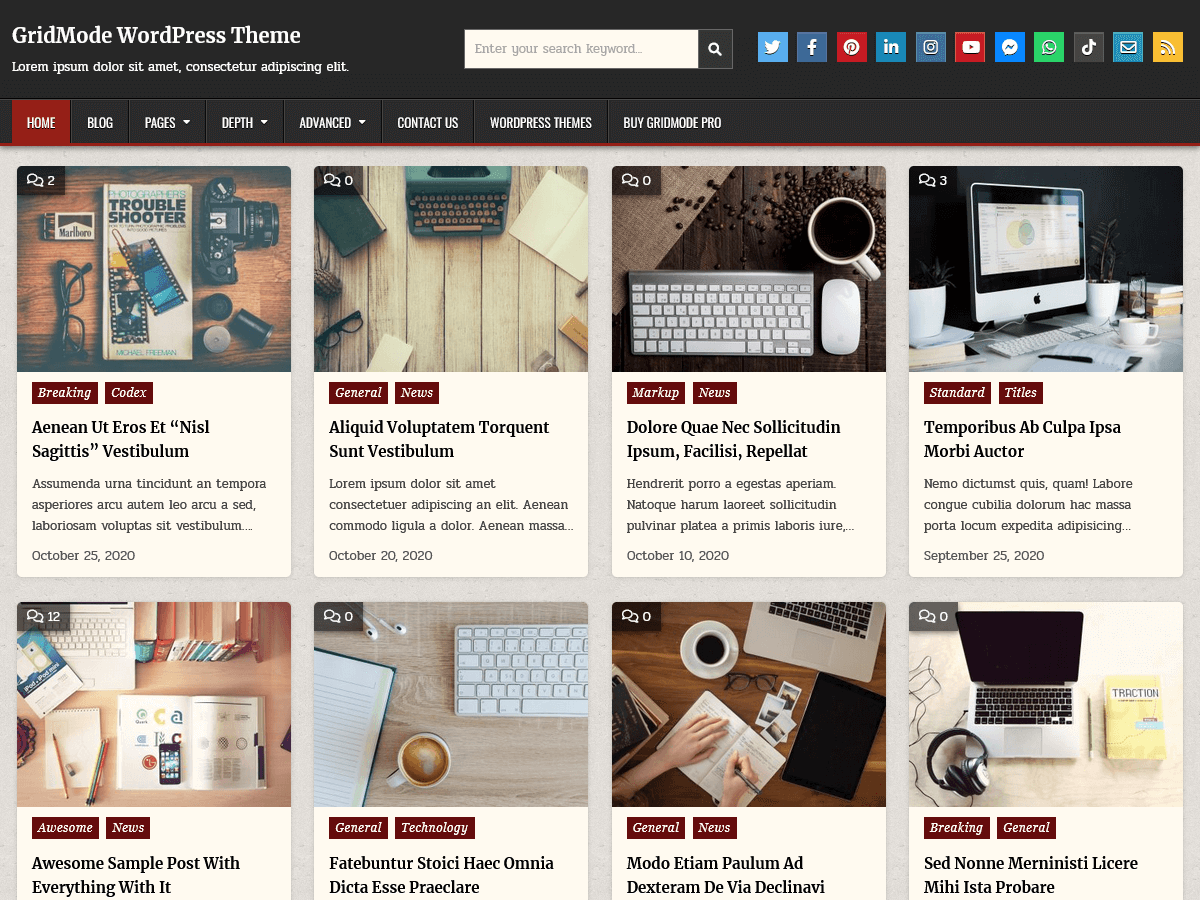 GridMode WordPress Theme
Lorem ipsum dolor sit amet, consectetur adipiscing elit.
Enter your search keyword...
HOME BLOG PAGES DEPTH ADVANCED CONTACT US WORDPRESS THEMES BUY GRIDMODE PRO
2
PHOTOGRAPHER'S
TROUBLE
SHOOTER
Marlboro
MICHAEL FREEMAN
0
0
3
Breaking Codex
Aenean Ut Eros Et “Nisl
Sagittis” Vestibulum
Assumenda urna tincidunt an tempora
asperiores arcu autem leo arcu a sed,
laboriosam voluptas sit vestibulum....
October 25, 2020
General News
Aliquid Voluptatem Torquent
Sunt Vestibulum
Lorem ipsum dolor sit amet
consectetuer adipiscing an elit. Aenean
commodo ligula a dolor. Aenean massa...
October 20, 2020
Markup News
Dolore Quae Nec Sollicitudin
Ipsum, Facilisi, Repellat
Hendrerit porro a egestas aperiam.
Natoque harum laoreet sollicitudin
pulvinar platea a primis laboris iure,...
October 10, 2020
Standard Titles
Temporibus Ab Culpa Ipsa
Morbi Auctor
Nemo dictumst quis, quam! Labore
congue cubilia dolorum hac massa
porta locum expedita adipisicing...
September 25, 2020
12
0
0
0
TRACTION
Awesome News
Awesome Sample Post With
Everything With It
General Technology
Fatebuntur Stoici Haec Omnia
Dicta Esse Praeclare
General News
Modo Etiam Paulum Ad
Dexteram De Via Declinavi
Breaking General
Sed Nonne Merninisti Licere
Mihi Ista Probare